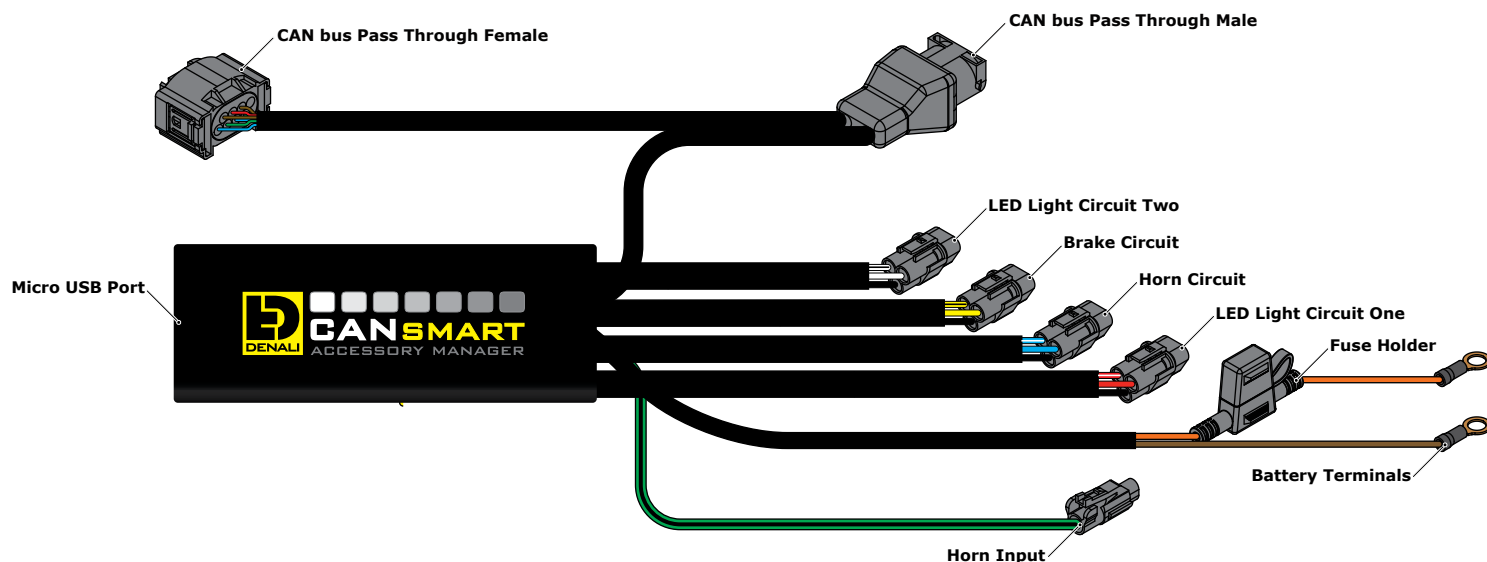 CAN bus Pass Through Female
CAN bus Pass Through Male
LED Light Circuit Two
Brake Circuit
Horn Circuit
LED Light Circuit One
Fuse Holder
Micro USB Port
DENALI
CANSMART
ACCESSORY MANAGER
Battery Terminals
Horn Input